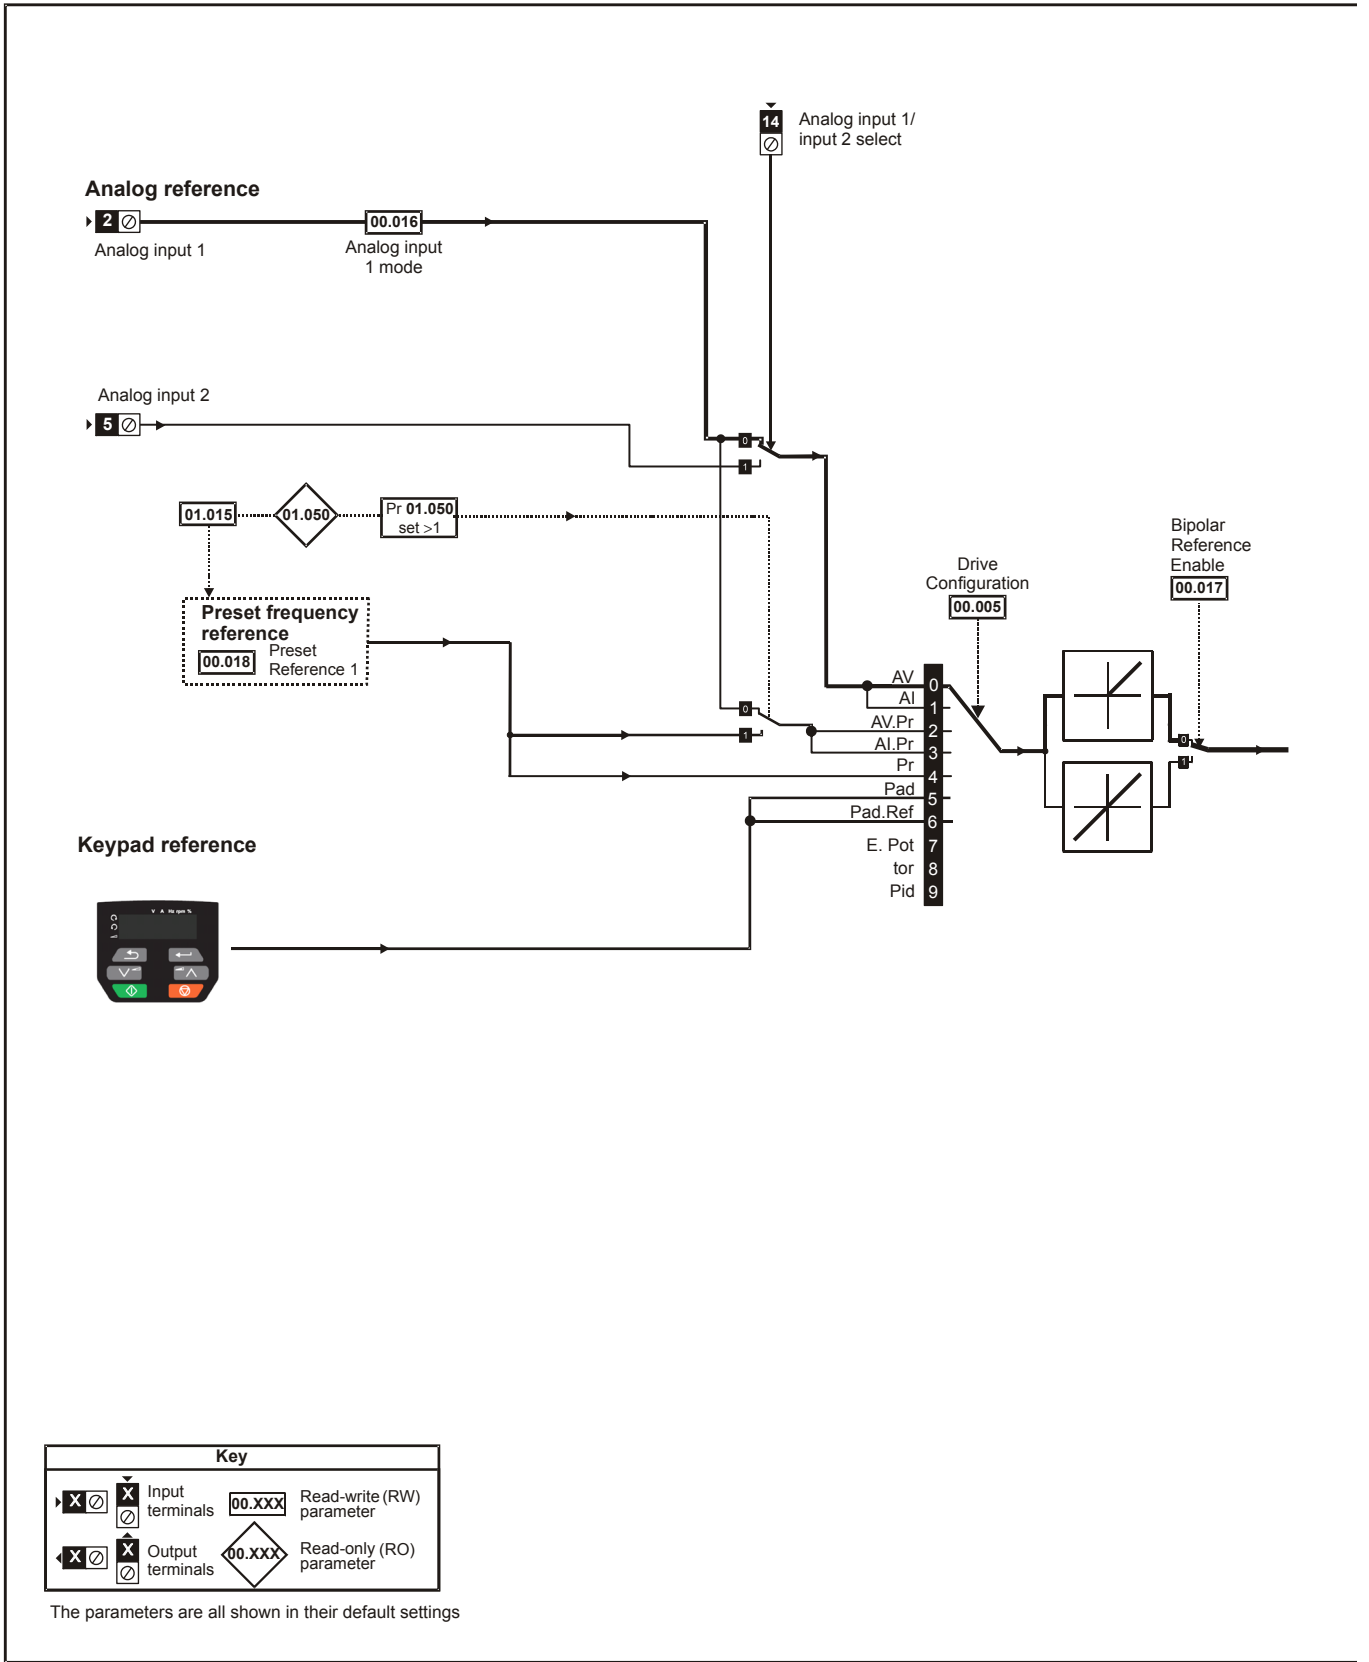 14
Analog input 1/
input 2 select
Analog reference
2
00.016
Analog input 1
Analog input
1 mode
Analog input 2
5
0
1
01.015
01.050
Pr 01.050
set >1
Bipolar
Reference
Enable
00.017
Drive
Configuration
00.005
Preset frequency
reference
00.018
Preset
Reference 1
0
1
AV 0
AI 1
AV.Pr 2
AI.Pr 3
Pr 4
Pad 5
Pad.Ref 6
E. Pot 7
tor 8
Pid 9
0
1
Keypad reference
V A Hz rpm %
Key
X
X
Input
terminals
00.XXX
Read-write (RW)
parameter
X
X
Output
terminals
00.XXX
Read-only (RO)
parameter
The parameters are all shown in their default settings